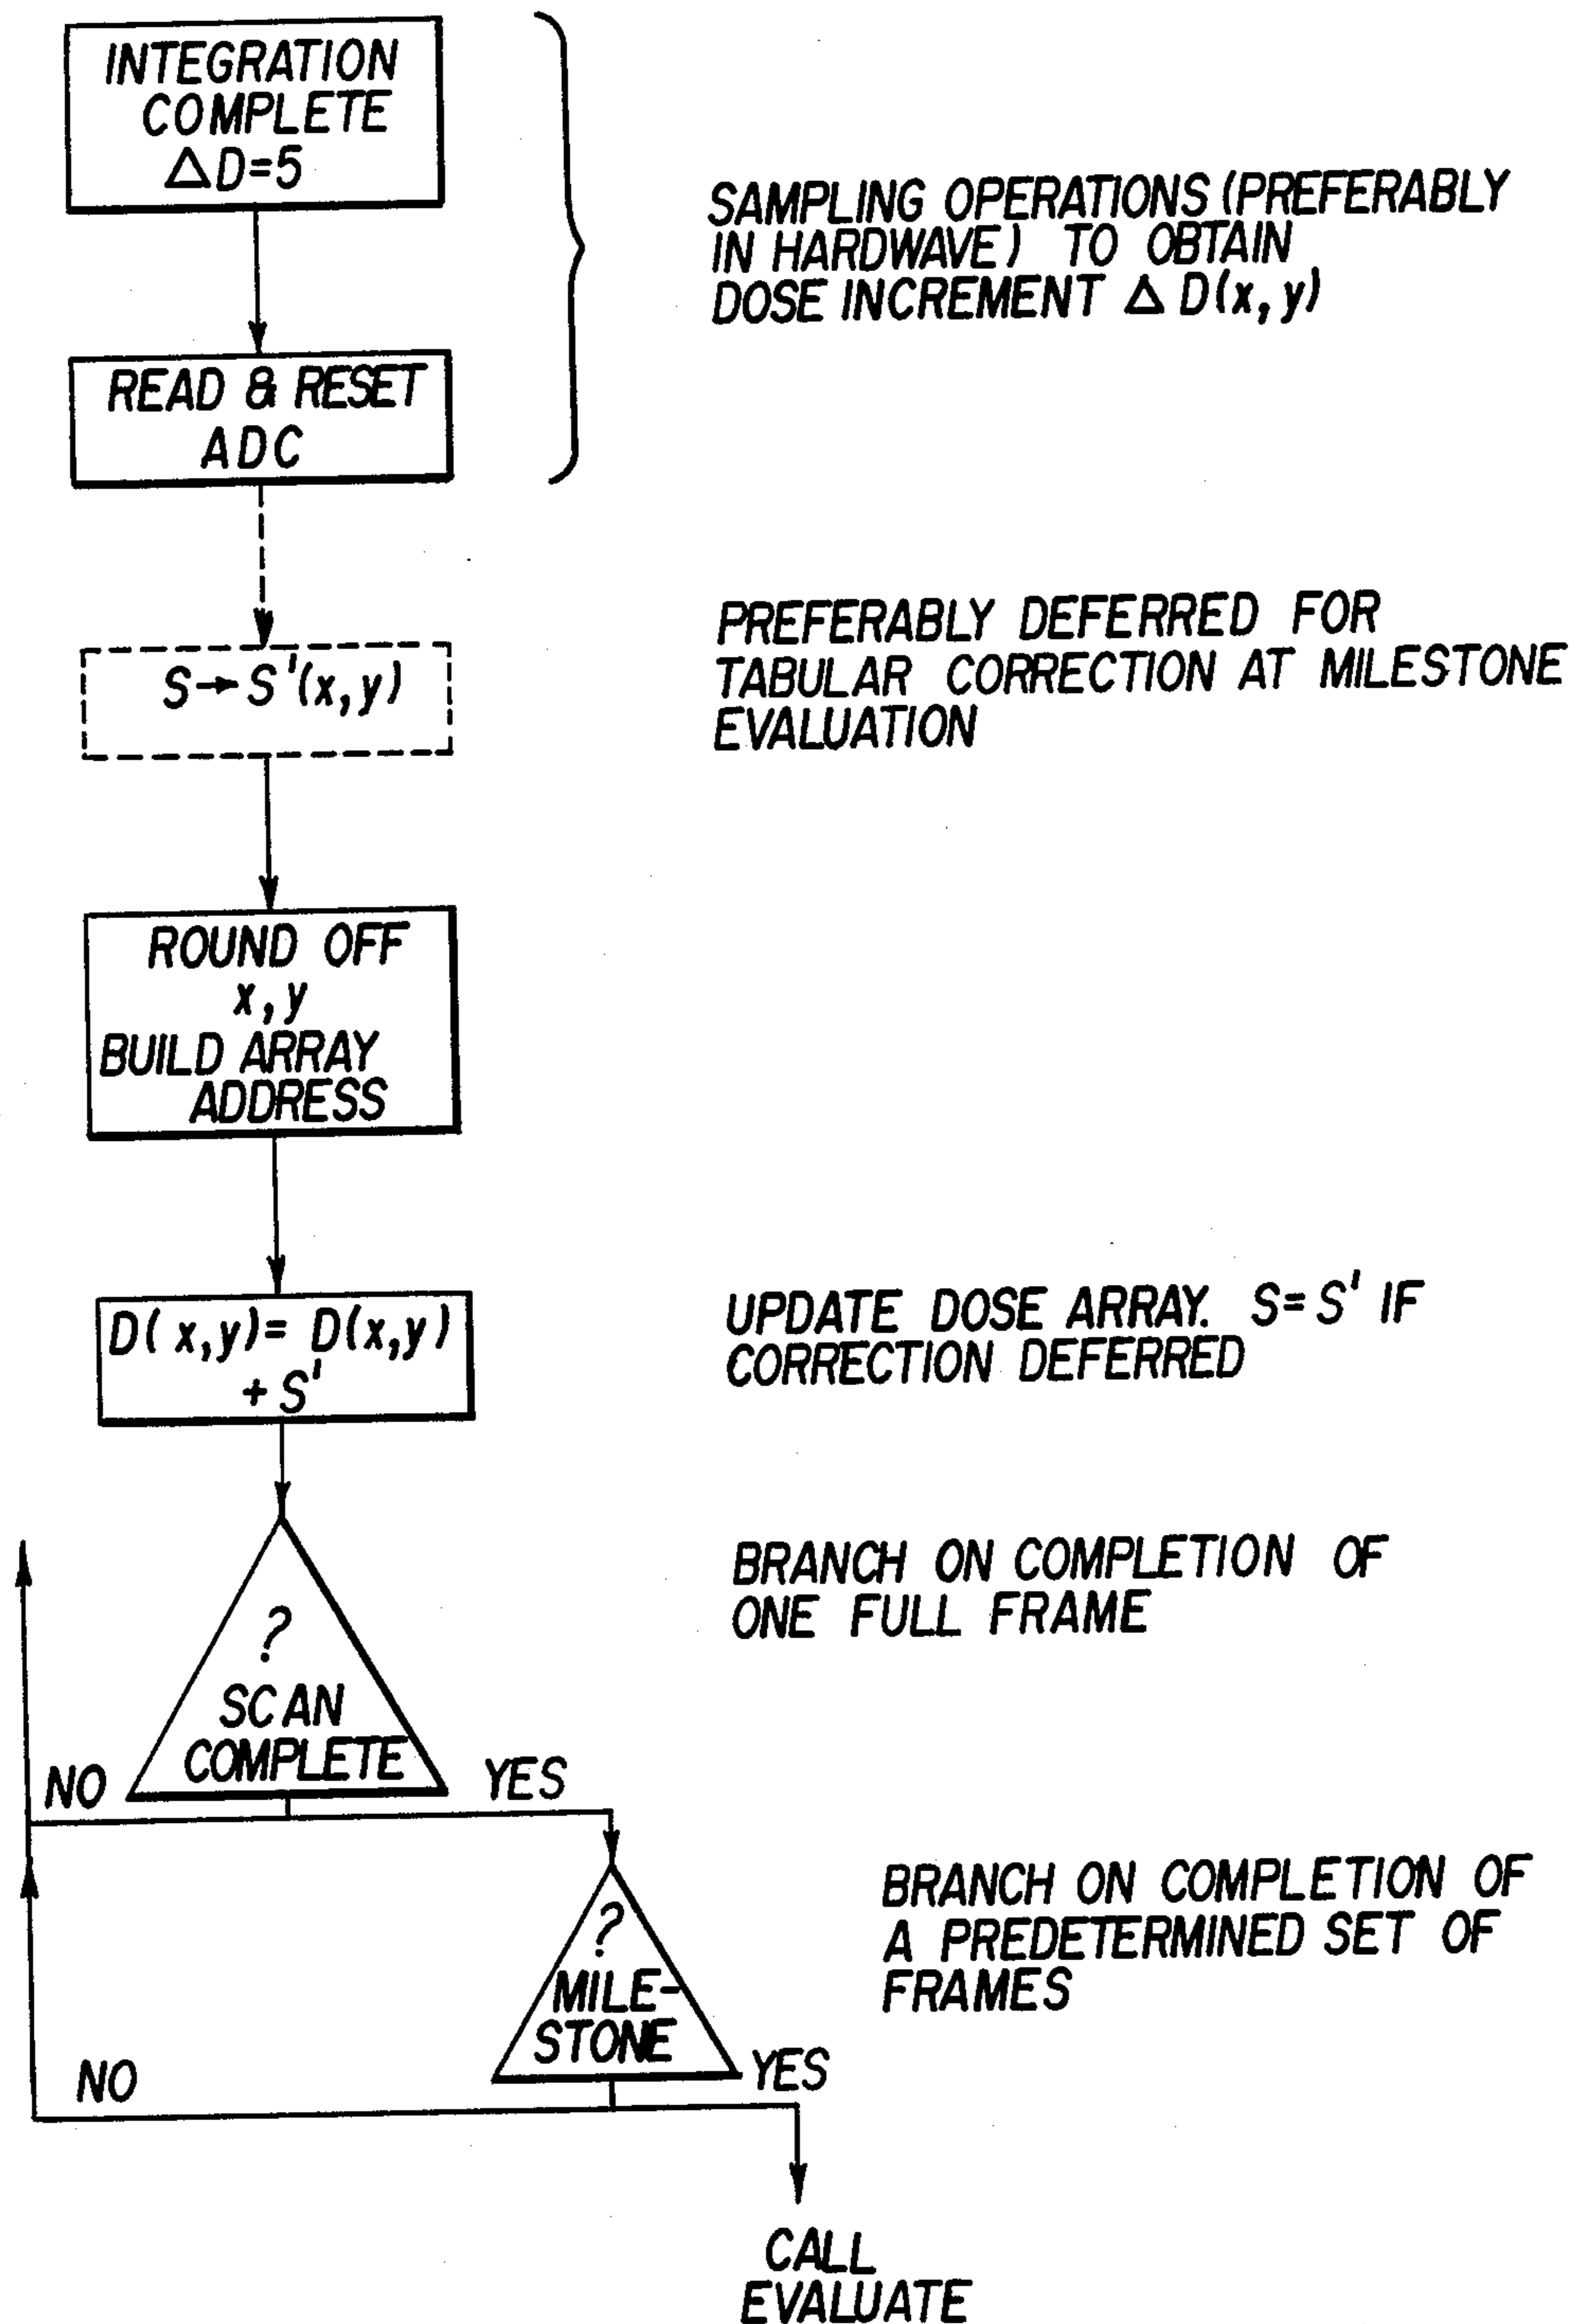 INTEGRATION
COMPLETE
△D=5
SAMPLING OPERATIONS (PREFERABLY
IN HARDWAVE) TO OBTAIN
DOSE INCREMENT △ D(x,y)
READ & RESET
ADC
S→S'(x,y)
PREFERABLY DEFERRED FOR
TABULAR CORRECTION AT MILESTONE
EVALUATION
ROUND OFF
x,y
BUILD ARRAY
ADDRESS
D(x,y)= D(x,y)
+ S'
UPDATE DOSE ARRAY. S=S' IF
CORRECTION DEFERRED
?
SCAN
COMPLETE
NO
YES
BRANCH ON COMPLETION OF
ONE FULL FRAME
?
MILE-
STONE
NO
YES
BRANCH ON COMPLETION OF
A PREDETERMINED SET OF
FRAMES
CALL
EVALUATE